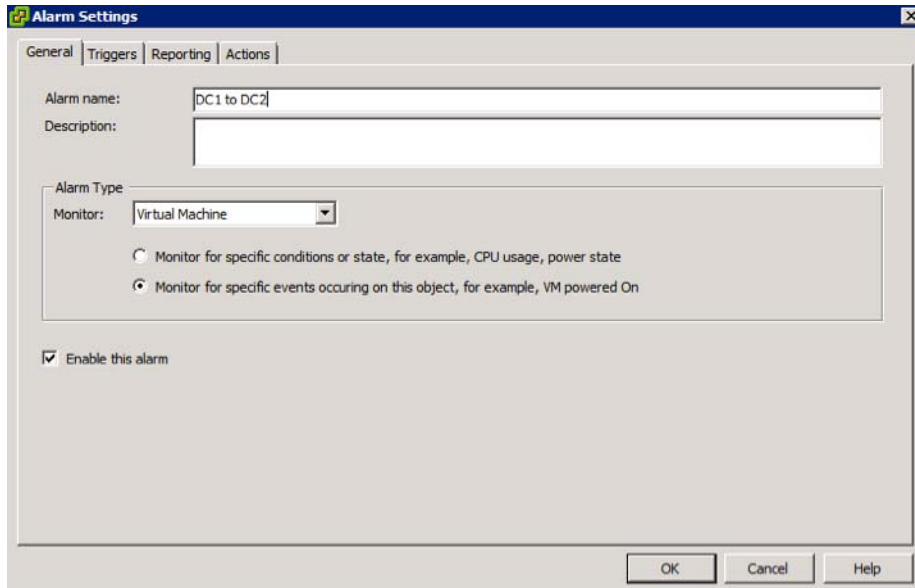 Alarm Settings
General Triggers Reporting Actions
Alarm name: DC1 to DC2
Description:
Alarm Type
Monitor: Virtual Machine
Monitor for specific conditions or state, for example, CPU usage, power state
Monitor for specific events occuring on this object, for example, VM powered On
Enable this alarm
OK Cancel Help